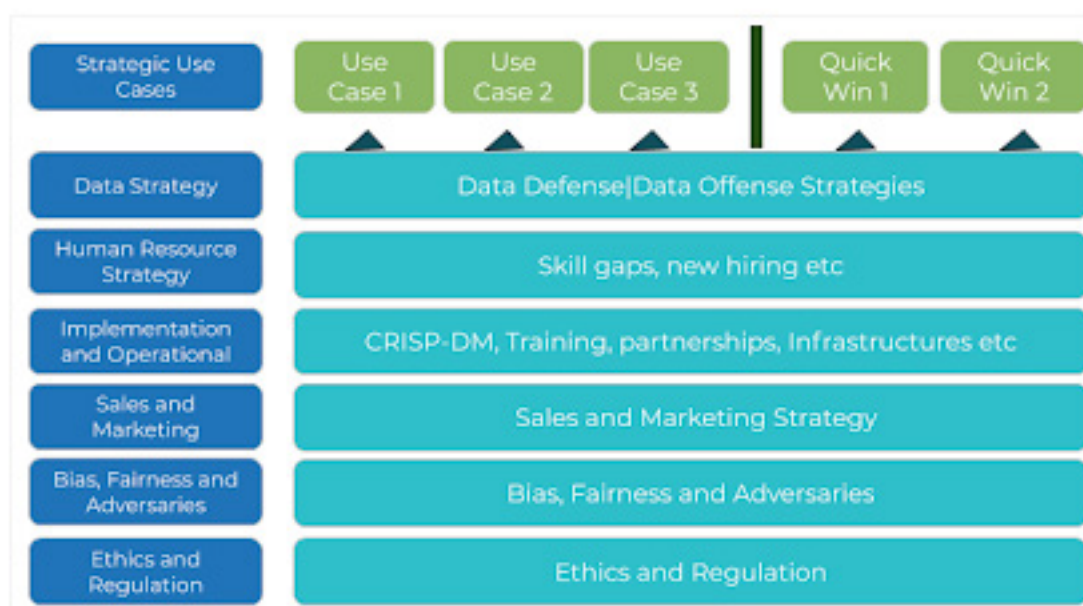 Strategic Use
Cases
Use
Case 1
Use
Case 2
Use
Case 3
Quick
Win 1
Quick
Win 2
Data Strategy
Data Defense|Data Offense Strategies
Human Resource
Strategy
Skill gaps, new hiring etc
Implementation
and Operational
CRISP-DM, Training, partnerships, Infrastructures etc
Sales and
Marketing
Sales and Marketing Strategy
Bias, Fairness and
Adversaries
Bias, Fairness and Adversaries
Ethics and
Regulation
Ethics and Regulation